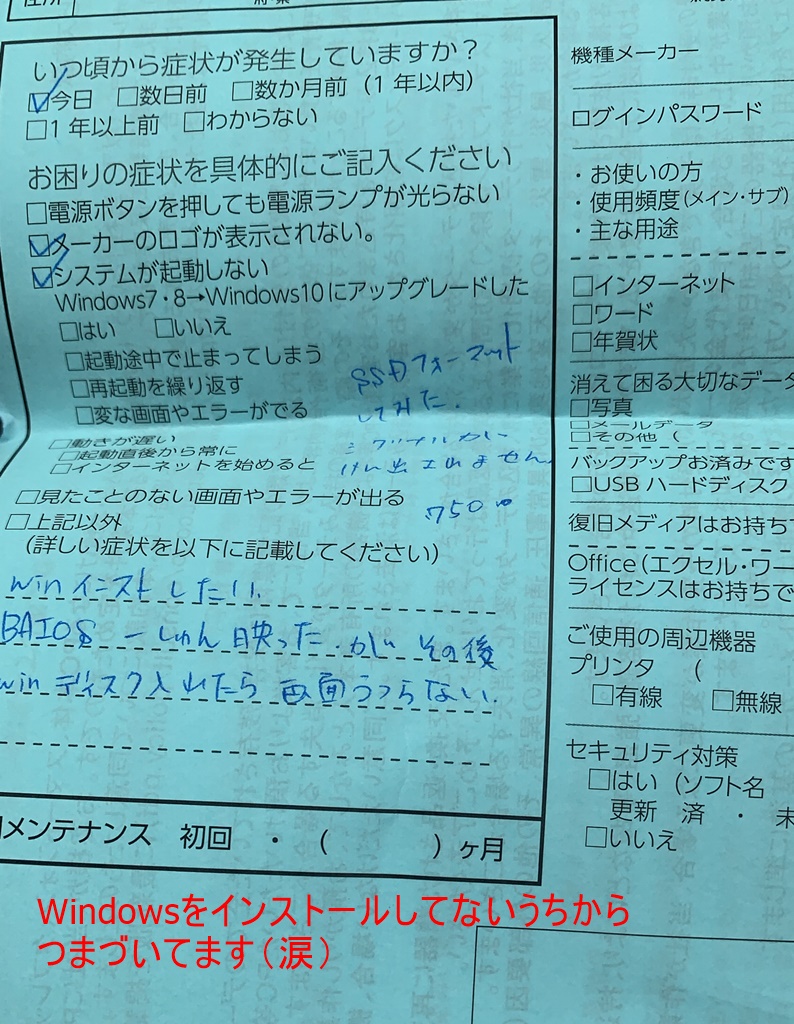 いつ頃から症状が発生していますか？
☑今日 □数日前 □数か月前（１年以内）
□１年以上前 □わからない
お困りの症状を具体的にご記入ください
□電源ボタンを押しても電源ランプが光らない
☑メーカーのロゴが表示されない。
☑システムが起動しない
Windows7・8→Windows10にアップグレードした
□はい □いいえ
□起動途中で止まってしまう
□再起動を繰り返す
□変な画面やエラーがでる
SSDフォーマット
してみた.
□動きが遅い
□起動直後から常に
□インターネットを始めると
シグナルがい
けん出エれません
□見たことのない画面やエラーが出る
750w
□上記以外
（詳しい症状を以下に記載してください）
winインストしたい.
BAIOS 一しゅん映った.が その後
winディスク入れたら画面うつらない.
メンテナンス 初回 ・（ ）ヶ月
機種メーカー
ログインパスワード
・お使いの方
・使用頻度（メイン・サブ）
・主な用途
□インターネット
□ワード
□年賀状
消えて困る大切なデータ
□写真
□メールデータ
□その他（
バックアップお済みです
□USB ハードディスク
復旧メディアはお持ち
Office（エクセル・ワー
ライセンスはお持ちで
ご使用の周辺機器
プリンタ （
□有線 □無線
セキュリティ対策
□はい（ソフト名
更新 済 ・ 未
□いいえ
Windowsをインストールしてないうちから
つまづいてます（涙）